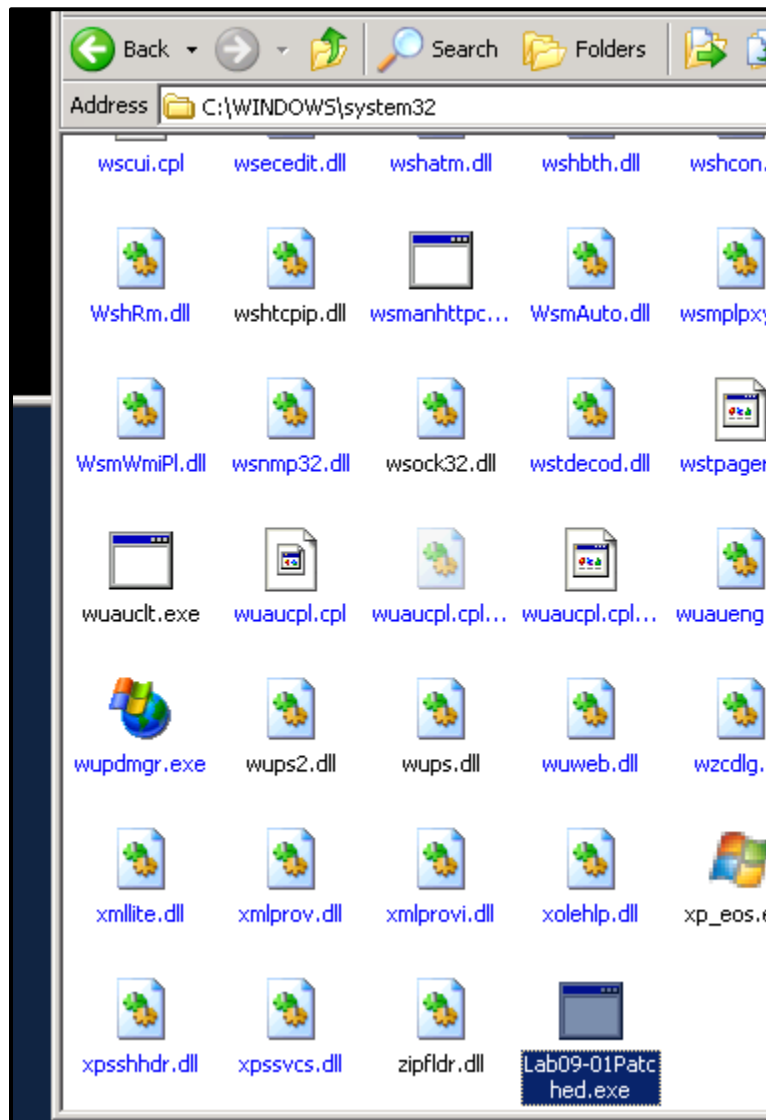 Back Search Folders
Address C:\WINDOWS\system32
wscui.cpl wsecedit.dll wshatm.dll wshbth.dll wshcon.
WshRm.dll wshtcpip.dll wsmanhttpc... WsmAuto.dll wsmplpxy
WsmWmiPl.dll wsnmp32.dll wsock32.dll wstdecod.dll wstpager
wuauclt.exe wuaucpl.cpl wuaucpl.cpl... wuaucpl.cpl... wuaueng
wupdmgr.exe wups2.dll wups.dll wuweb.dll wzcdlg.
xmllite.dll xmlprov.dll xmlprovi.dll xolehlp.dll xp_eos.e
xpsshhdr.dll xpssvcs.dll zipfldr.dll Lab09-01Patc
hed.exe